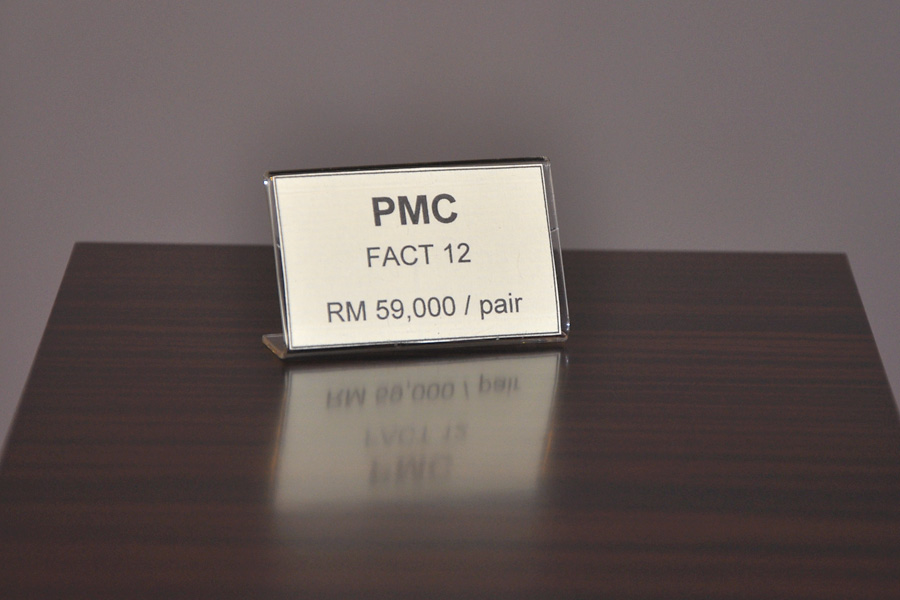 PMC
FACT 12
RM 59,000 / pair